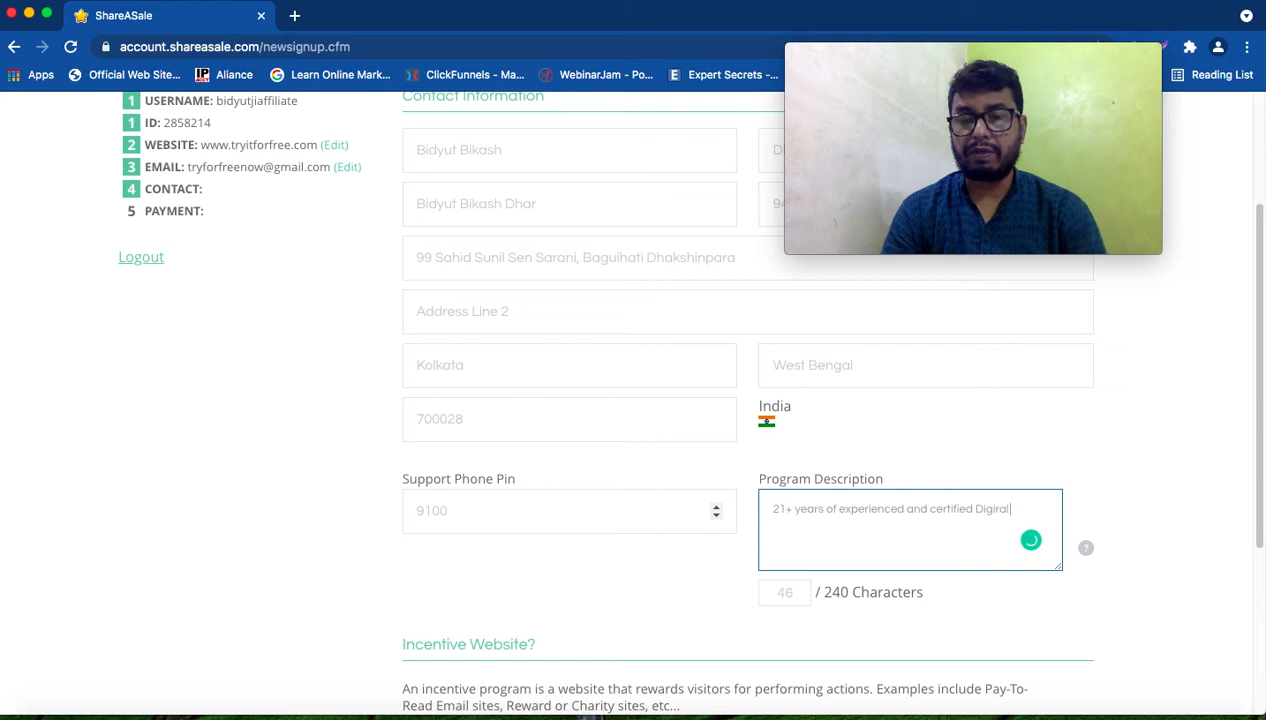 ShareASale
account.shareasale.com/newsignup.cfm
Apps
Official Web Site...
Aliance
Learn Online Mark...
ClickFunnels - Ma...
WebinarJam - Po...
Expert Secrets -...
Reading List
1 USERNAME: bidyutjiaffiliate
1 ID: 2858214
2 WEBSITE: www.tryitforfree.com (Edit)
3 EMAIL: tryforfreenow@gmail.com (Edit)
4 CONTACT:
5 PAYMENT:
Logout
Contact Information
Bidyut Bikash
Bidyut Bikash Dhar
99 Sahid Sunil Sen Sarani, Baguihati Dhakshinpara
Address Line 2
Kolkata
West Bengal
700028
India
Support Phone Pin
9100
Program Description
21+ years of experienced and certified Digiral
?
46 / 240 Characters
Incentive Website?
An incentive program is a website that rewards visitors for performing actions. Examples include Pay-To-
Read Email sites, Reward or Charity sites, etc...